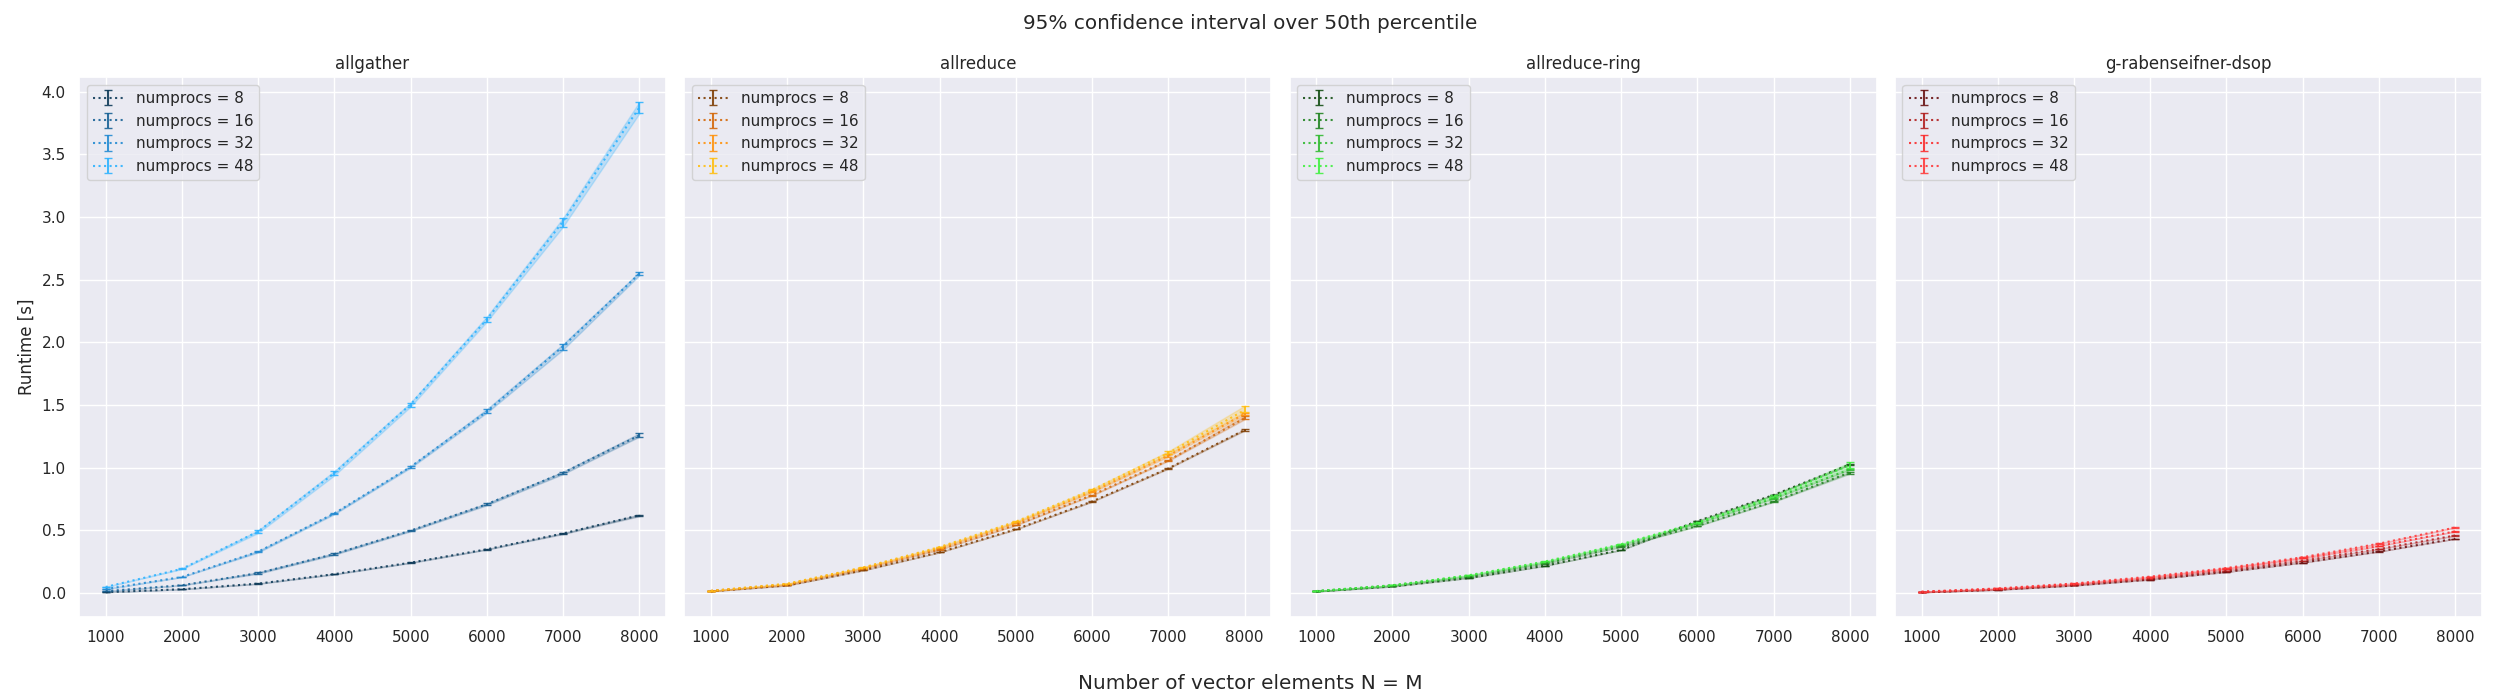 95% confidence interval over 50th percentile
allgather
numprocs = 8
numprocs = 16
numprocs = 32
numprocs = 48
Runtime [s]
4.0
3.5
3.0
2.5
2.0
1.5
1.0
0.5
0.0
1000 2000 3000 4000 5000 6000 7000 8000
allreduce
numprocs = 8
numprocs = 16
numprocs = 32
numprocs = 48
1000 2000 3000 4000 5000 6000 7000 8000
allreduce-ring
numprocs = 8
numprocs = 16
numprocs = 32
numprocs = 48
1000 2000 3000 4000 5000 6000 7000 8000
g-rabenseifner-dsop
numprocs = 8
numprocs = 16
numprocs = 32
numprocs = 48
1000 2000 3000 4000 5000 6000 7000 8000
Number of vector elements N = M